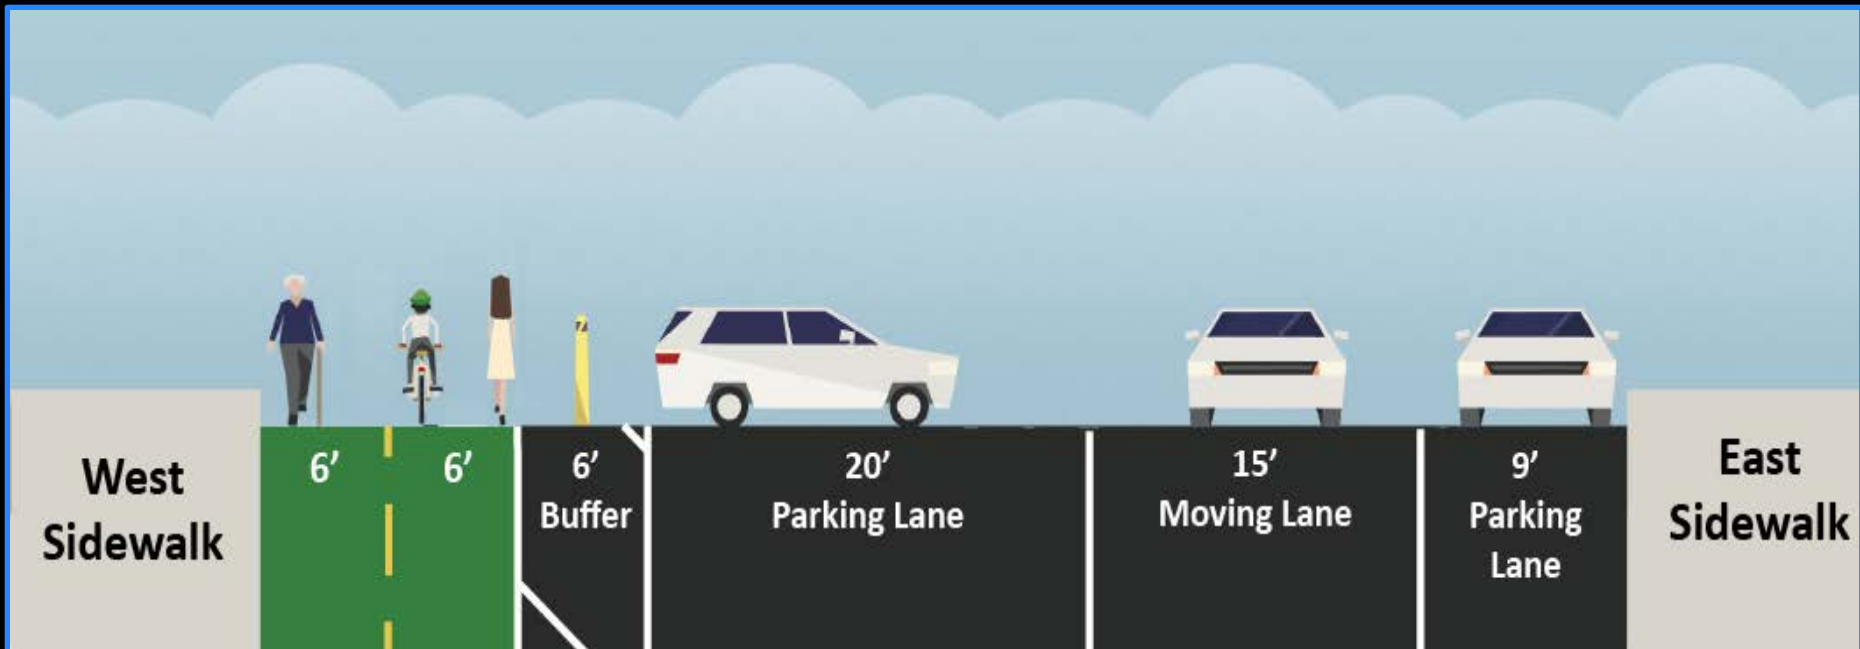 West
Sidewalk
6’
6’
6’
Buffer
20’
Parking Lane
15’
Moving Lane
9’
Parking
Lane
East
Sidewalk